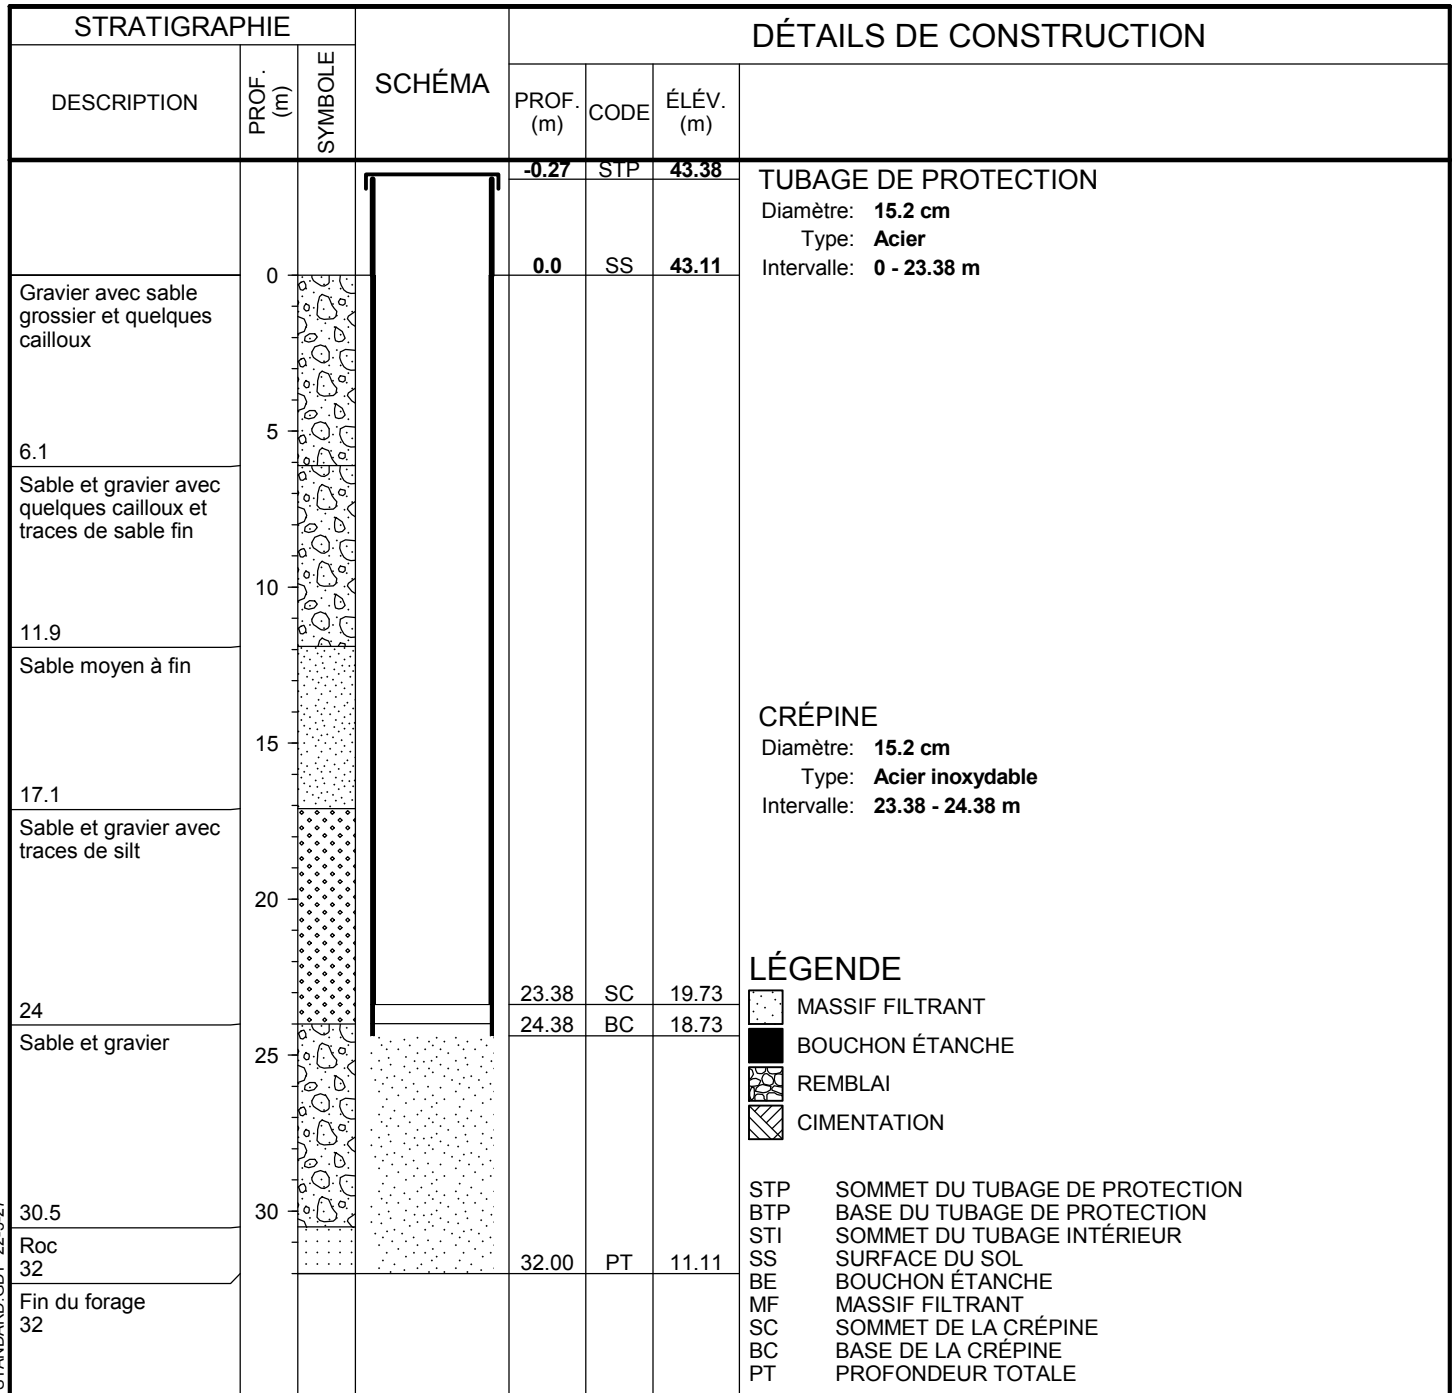 STRATIGRAPHIE
DESCRIPTION
PROF. (m)
SYMBOLE
SCHÉMA
DÉTAILS DE CONSTRUCTION
PROF. (m)
CODE
ÉLÉV. (m)
-0.27 STP 43.38
0.0 SS 43.11
23.38 SC 19.73
24.38 BC 18.73
32.00 PT 11.11
0
5
10
15
20
25
30
Gravier avec sable
grossier et quelques
cailloux
6.1
Sable et gravier avec
quelques cailloux et
traces de sable fin
11.9
Sable moyen à fin
17.1
Sable et gravier avec
traces de silt
24
Sable et gravier
30.5
Roc
32
Fin du forage
32
TUBAGE DE PROTECTION
Diamètre: 15.2 cm
Type: Acier
Intervalle: 0 - 23.38 m
CRÉPINE
Diamètre: 15.2 cm
Type: Acier inoxydable
Intervalle: 23.38 - 24.38 m
LÉGENDE
MASSIF FILTRANT
BOUCHON ÉTANCHE
REMBLAI
CIMENTATION
STP SOMMET DU TUBAGE DE PROTECTION
BTP BASE DU TUBAGE DE PROTECTION
STI SOMMET DU TUBAGE INTÉRIEUR
SS SURFACE DU SOL
BE BOUCHON ÉTANCHE
MF MASSIF FILTRANT
SC SOMMET DE LA CRÉPINE
BC BASE DE LA CRÉPINE
PT PROFONDEUR TOTALE